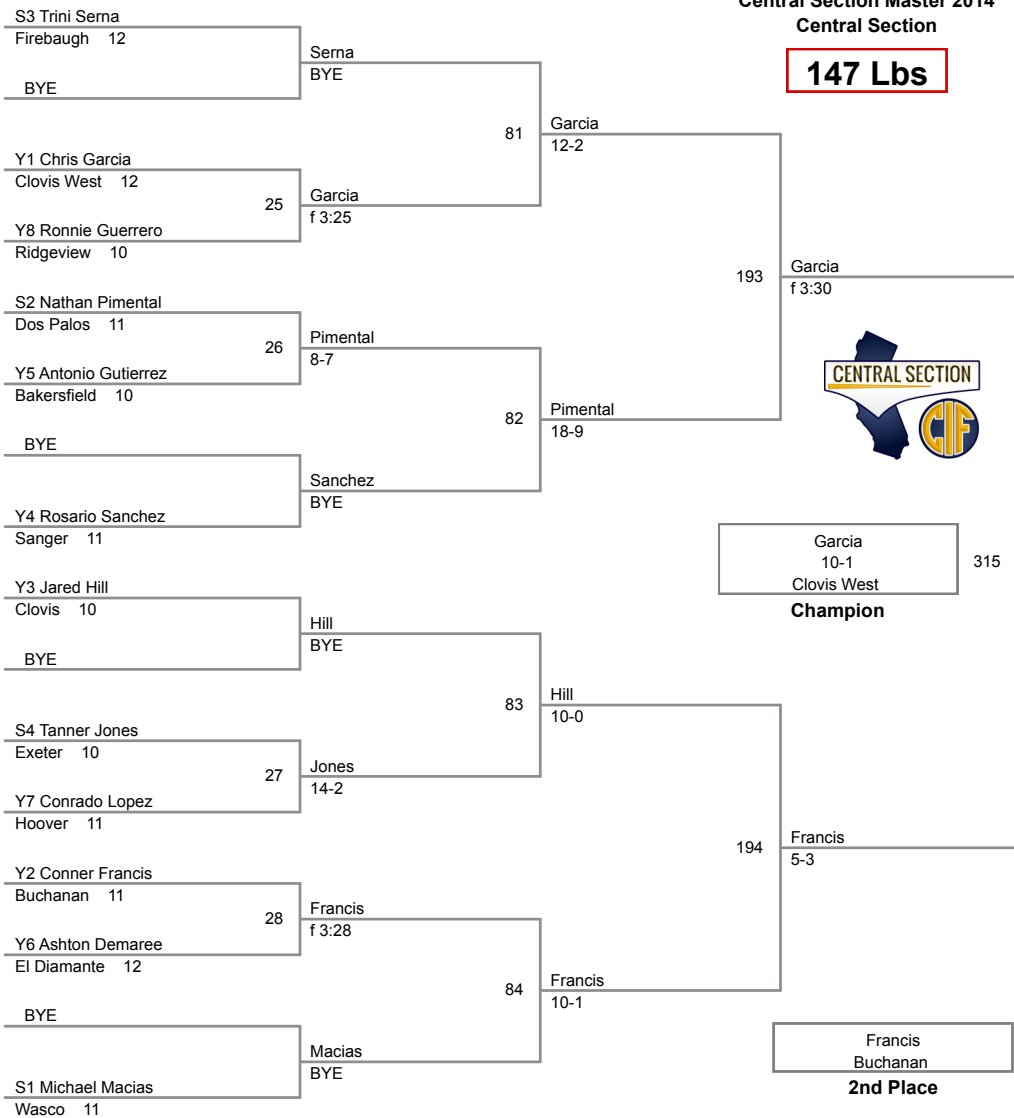 Central Section Master 2014
Central Section
147 Lbs
S3 Trini Serna
Firebaugh 12
BYE
Serna
BYE
81
Garcia
12-2
Y1 Chris Garcia
Clovis West 12
25
Garcia
f 3:25
Y8 Ronnie Guerrero
Ridgeview 10
193
Garcia
f 3:30
S2 Nathan Pimental
Dos Palos 11
26
Pimental
8-7
Y5 Antonio Gutierrez
Bakersfield 10
82
Pimental
18-9
BYE
Sanchez
BYE
Y4 Rosario Sanchez
Sanger 11
CENTRAL SECTION
CIF
Garcia
10-1
Clovis West
315
Champion
Y3 Jared Hill
Clovis 10
BYE
Hill
BYE
83
Hill
10-0
S4 Tanner Jones
Exeter 10
27
Jones
14-2
Y7 Conrado Lopez
Hoover 11
194
Francis
5-3
Y2 Conner Francis
Buchanan 11
28
Francis
f 3:28
Y6 Ashton Demaree
El Diamante 12
84
Francis
10-1
BYE
Macias
BYE
S1 Michael Macias
Wasco 11
Francis
Buchanan
2nd Place